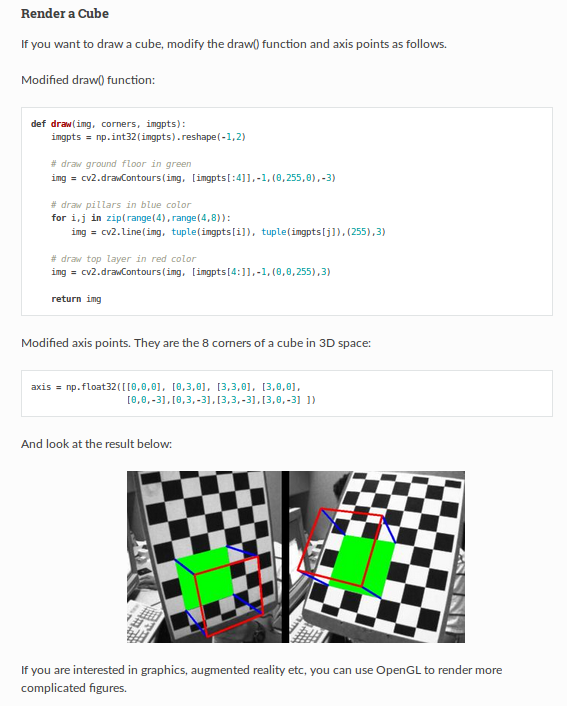 Render a Cube
If you want to draw a cube, modify the draw() function and axis points as follows.
Modified draw() function:
def draw(img, corners, imgpts):
    imgpts = np.int32(imgpts).reshape(-1,2)
    # draw ground floor in green
    img = cv2.drawContours(img, [imgpts[:4]],-1,(0,255,0),-3)
    # draw pillars in blue color
    for i,j in zip(range(4),range(4,8)):
        img = cv2.line(img, tuple(imgpts[i]), tuple(imgpts[j]),(255),3)
    # draw top layer in red color
    img = cv2.drawContours(img, [imgpts[4:]],-1,(0,0,255),3)
    return img
Modified axis points. They are the 8 corners of a cube in 3D space:
axis = np.float32([[0,0,0], [0,3,0], [3,3,0], [3,0,0],
                   [0,0,-3],[0,3,-3],[3,3,-3],[3,0,-3] ])
And look at the result below:
If you are interested in graphics, augmented reality etc, you can use OpenGL to render more
complicated figures.